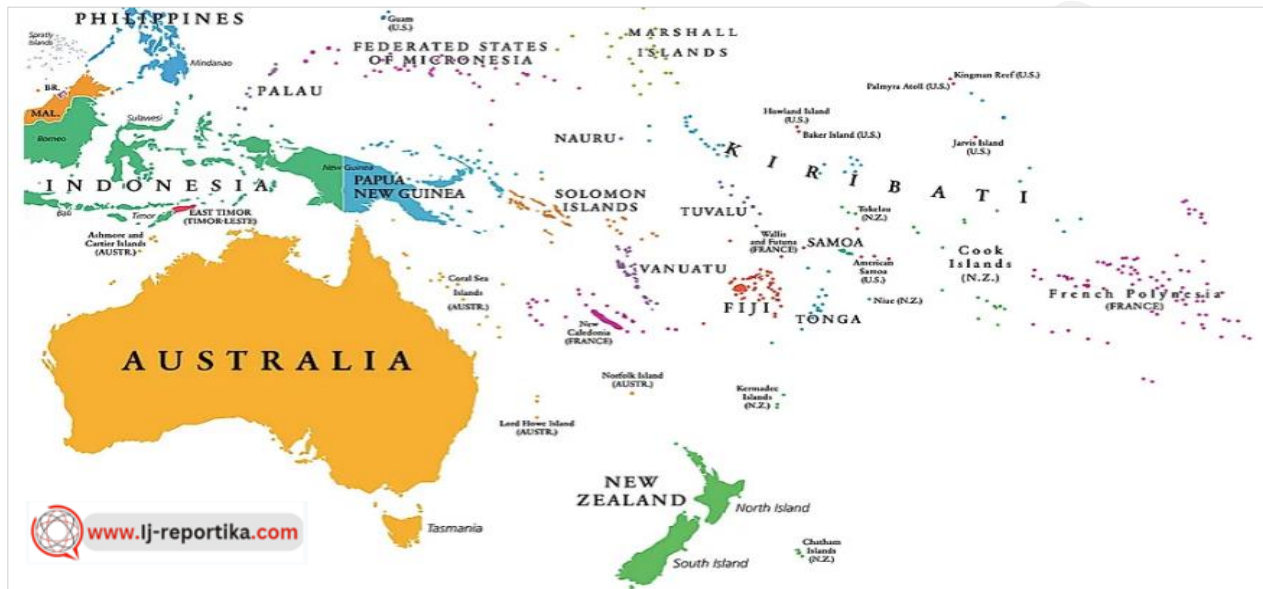 PHILIPPINES
Spratly
Islands
Mindanao
BR.
MAL.
Borneo
Sulawesi
INDONESIA
Bali
Timor
EAST TIMOR
(TIMOR-LESTE)
Ashmore and
Cartier Islands
(AUSTR.)
PALAU
Guam
(U.S.)
FEDERATED STATES
OF MICRONESIA
MARSHALL
ISLANDS
New Guinea
PAPUA
NEW GUINEA
NAURU
SOLOMON
ISLANDS
Howland Island
(U.S.)
Baker Island (U.S.)
Palmyra Atoll (U.S.)
Kingman Reef (U.S.)
Jarvis Island
(U.S.)
KIRIBATI
TUVALU
Tokelau
(N.Z.)
Wallis
and Futuna
(FRANCE)
SAMOA
American
Samoa
(U.S.)
Cook
Islands
(N.Z.)
French Polynesia
(FRANCE)
Niue (N.Z.)
Coral Sea
Islands
(AUSTR.)
VANUATU
FIJI
TONGA
New
Caledonia
(FRANCE)
AUSTRALIA
Norfolk Island
(AUSTR.)
Kermadec
Islands
(N.Z.)
Lord Howe Island
(AUSTR.)
NEW
ZEALAND
North Island
South Island
Chatham
Islands
(N.Z.)
Tasmania
www.lj-reportika.com